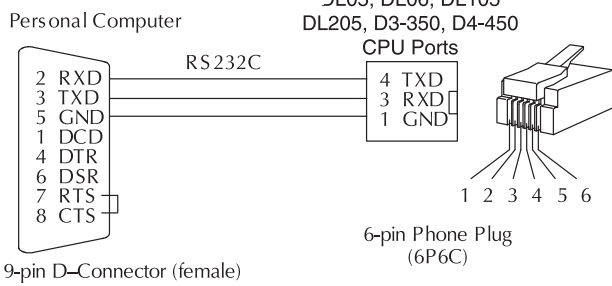 DL05, DL06, DL105
DL205, D3-350, D4-450
CPU Ports
Personal Computer
RS232C
2 RXD
3 TXD
5 GND
1 DCD
4 DTR
6 DSR
7 RTS
8 CTS
4 TXD
3 RXD
1 GND
1 2 3 4 5 6
6-pin Phone Plug
(6P6C)
9-pin D–Connector (female)